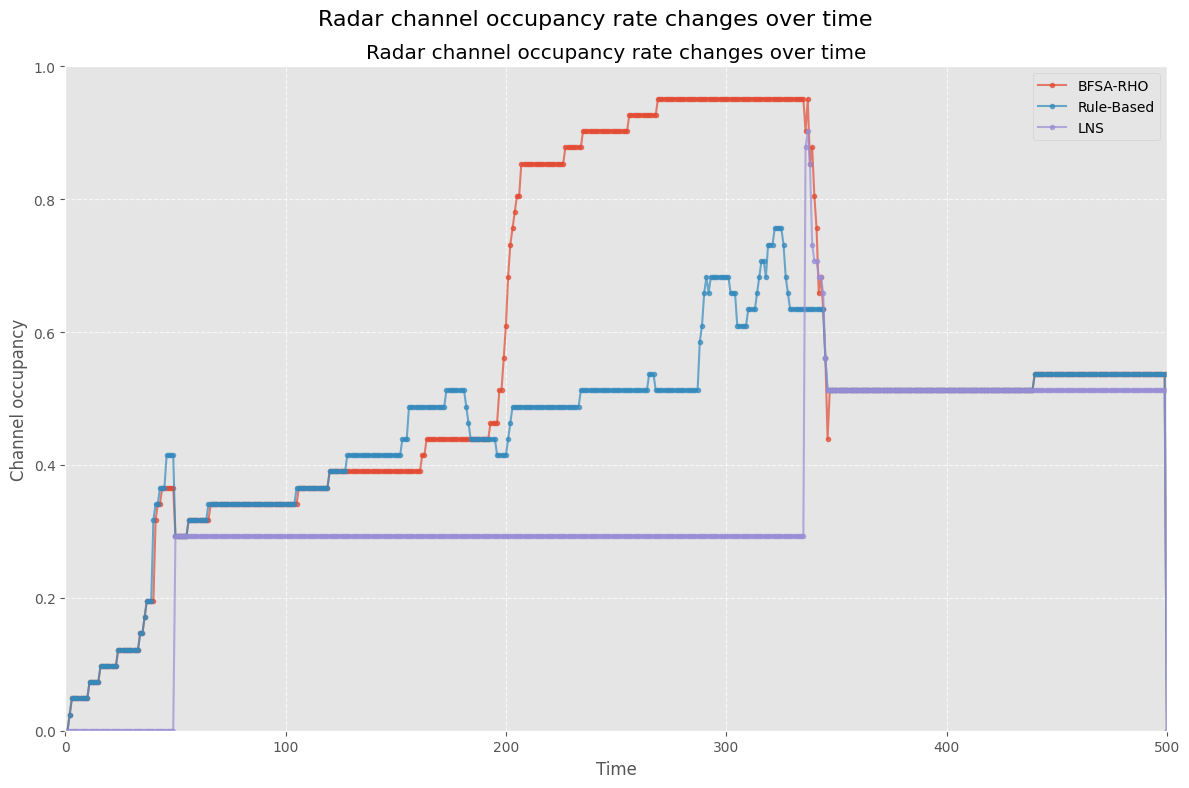 Radar channel occupancy rate changes over time
Radar channel occupancy rate changes over time
1.0
0.8
0.6
0.4
0.2
0.0
Channel occupancy
BFSA-RHO
Rule-Based
LNS
0
100
200
300
400
500
Time